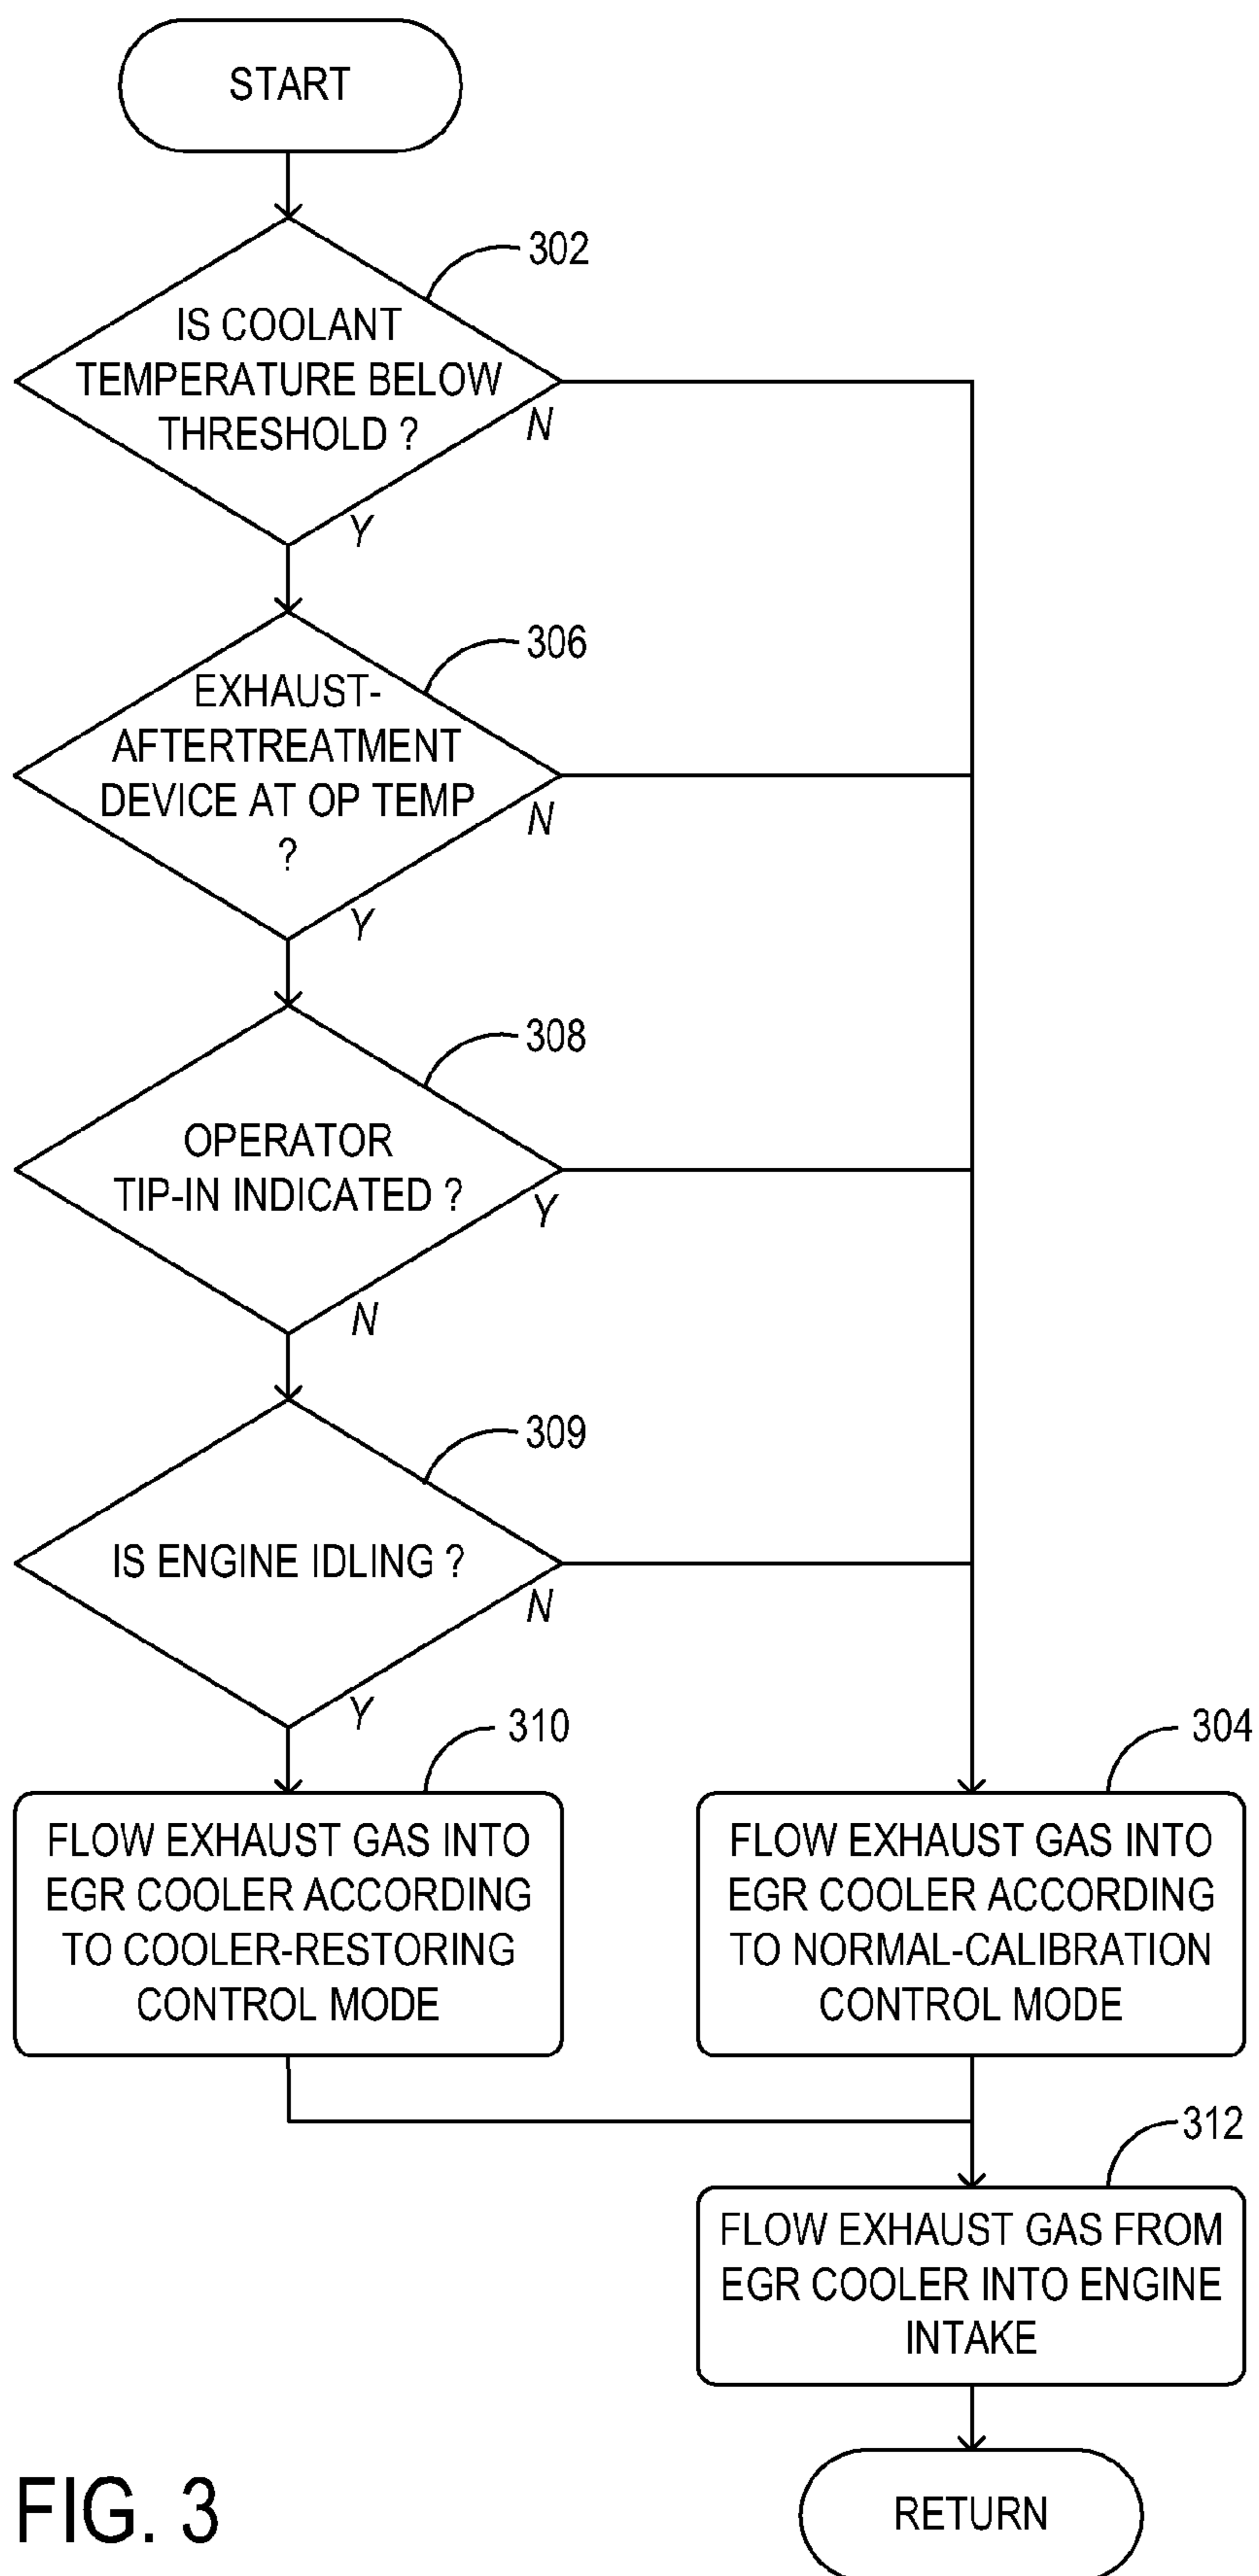 START
302
IS COOLANT
TEMPERATURE BELOW
THRESHOLD ?
N
Y
306
EXHAUST-
AFTERTREATMENT
DEVICE AT OP TEMP
?
N
Y
308
OPERATOR
TIP-IN INDICATED ?
Y
N
309
IS ENGINE IDLING ?
N
Y
310
FLOW EXHAUST GAS INTO
EGR COOLER ACCORDING
TO COOLER-RESTORING
CONTROL MODE
304
FLOW EXHAUST GAS INTO
EGR COOLER ACCORDING
TO NORMAL-CALIBRATION
CONTROL MODE
312
FLOW EXHAUST GAS FROM
EGR COOLER INTO ENGINE
INTAKE
RETURN
FIG. 3